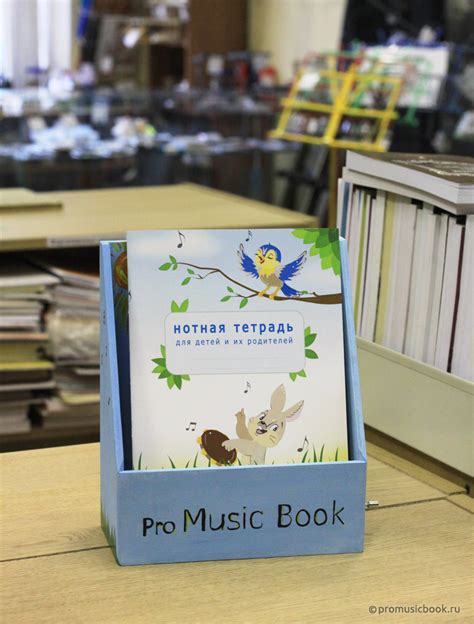 нотная тетрадь
для детей и их родителей
Pro Music Book
© promusicbook.ru